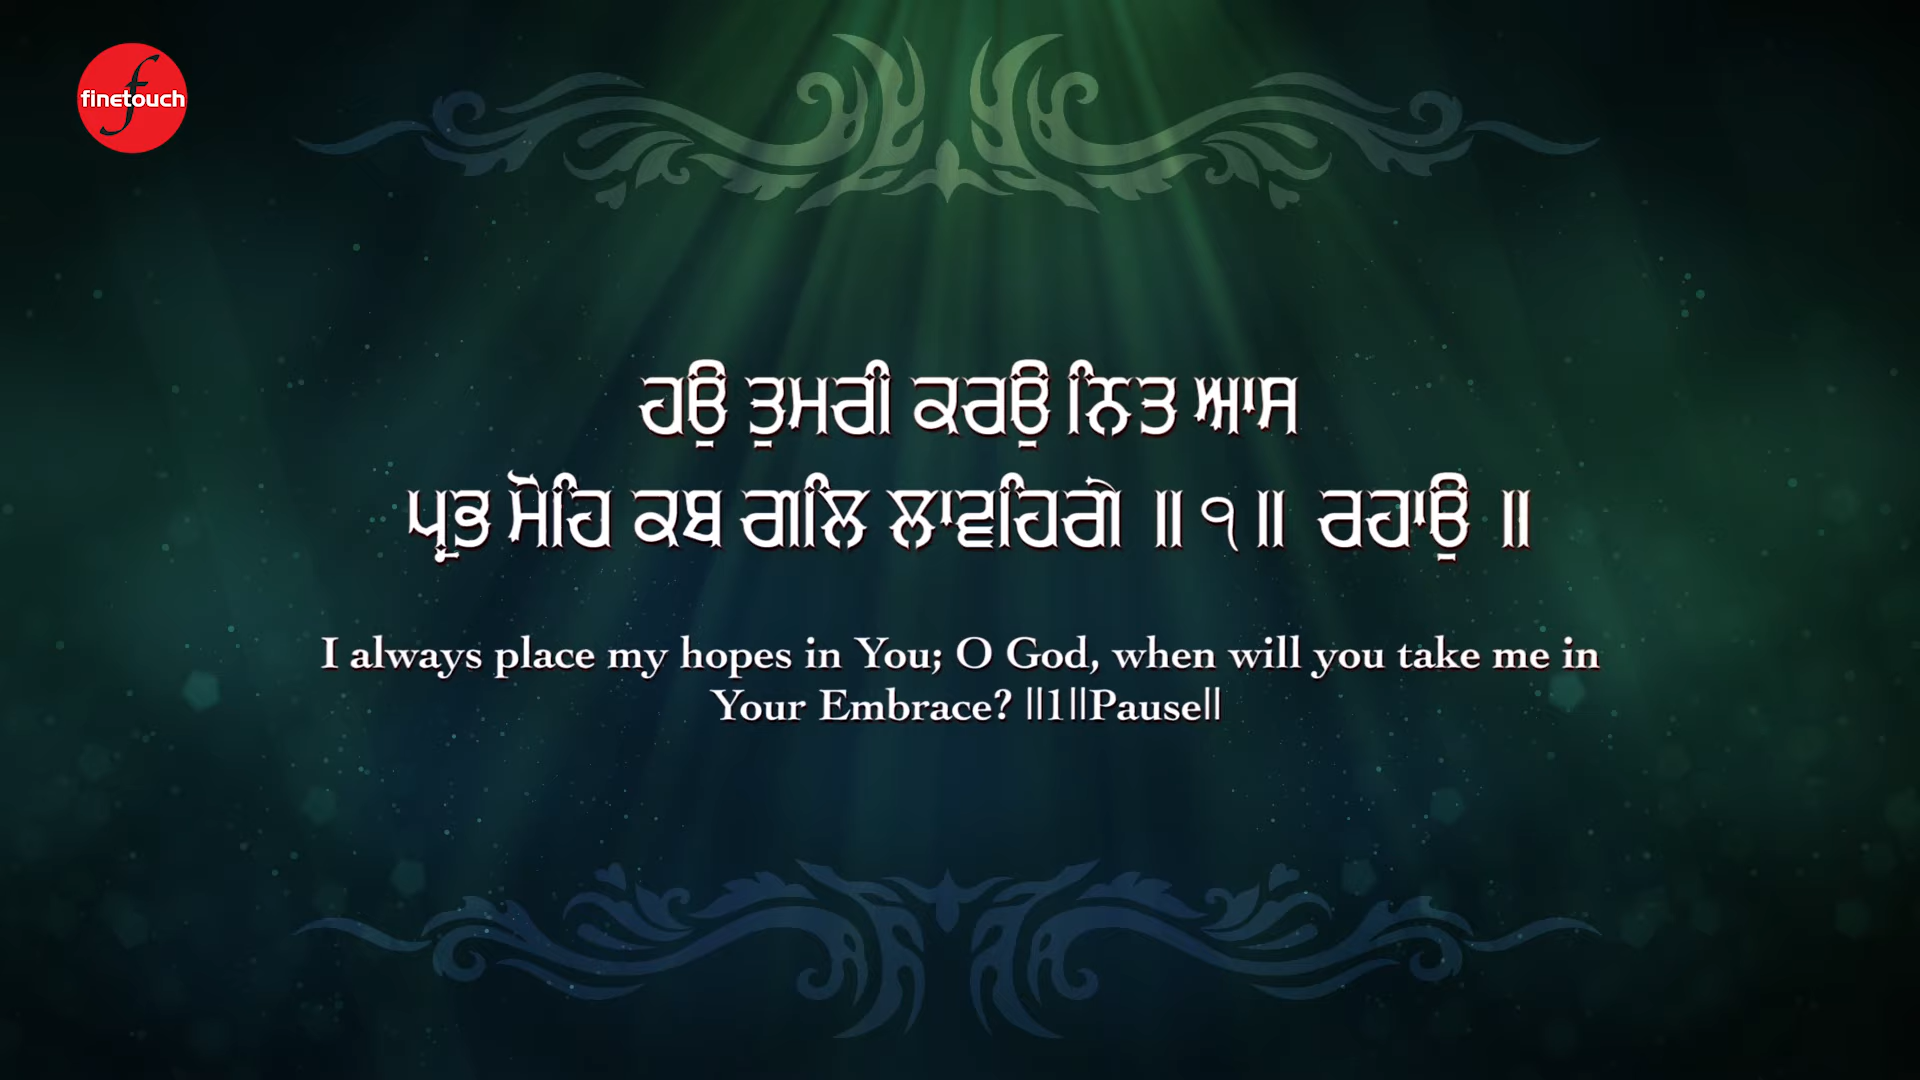 finetouch
ਹਉ ਤੁਮਰੀ ਕਰਉ ਨਿਤ ਆਸ
ਪ੍ਰਭ ਮੋਹਿ ਕਬ ਗਲਿ ਲਾਵਹਿਗੇ ॥੧॥ ਰਹਾਉ ॥
I always place my hopes in You; O God, when will you take me in
Your Embrace? ||1||Pause||